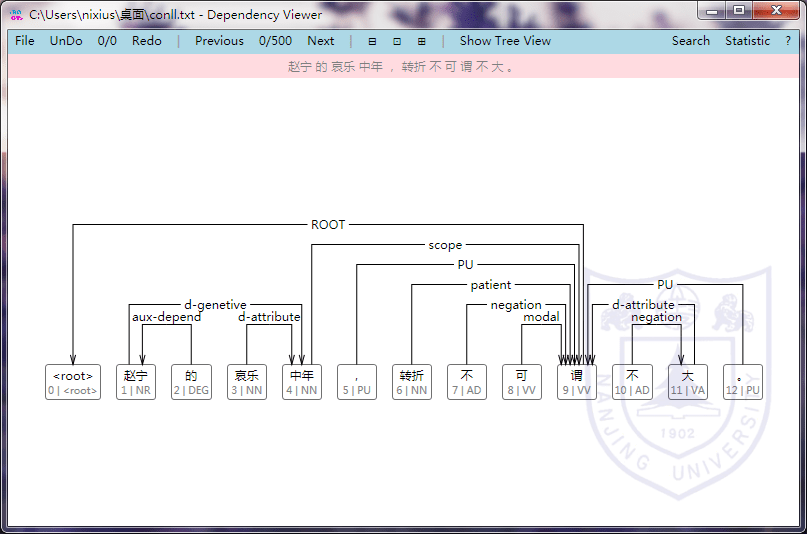 C:\Users\nixius\桌面\conll.txt - Dependency Viewer
File UnDo 0/0 Redo | Previous 0/500 Next | ⊟ ⊡ ⊞ | Show Tree View Search Statistic ?
赵宁 的 哀乐 中年 ， 转折 不 可 谓 不 大 。
ROOT
scope
PU
patient PU
d-genetive negation d-attribute
aux-depend d-attribute modal negation
<root> 赵宁 的 哀乐 中年 ， 转折 不 可 谓 不 大 。
0 | <root> 1 | NR 2 | DEG 3 | NN 4 | NN 5 | PU 6 | NN 7 | AD 8 | VV 9 | VV 10 | AD 11 | VA 12 | PU
1902
NANJING UNIVERSITY